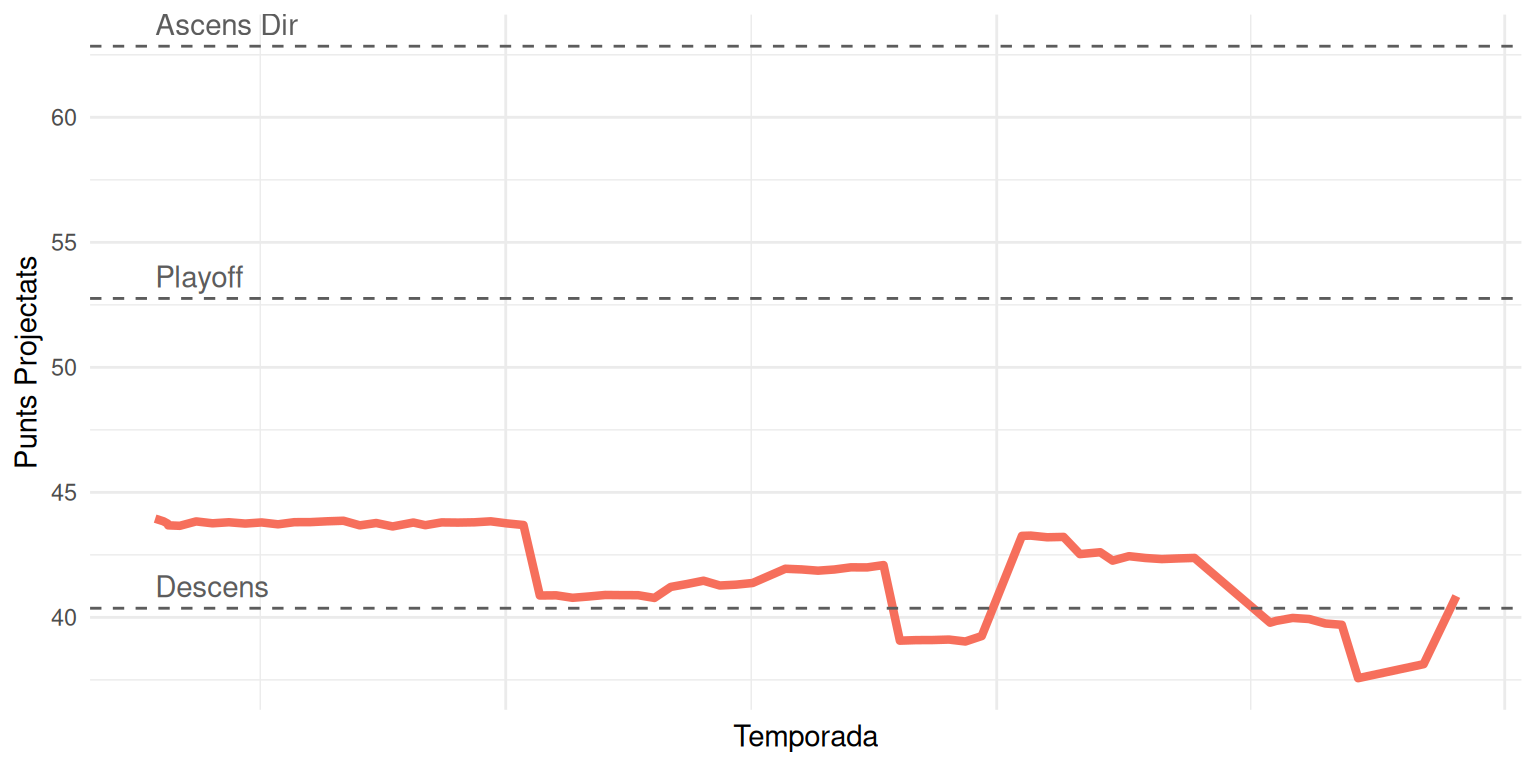 Ascens Dir
60
55
Playoff
50
45
Descens
40
Punts Projectats
Temporada